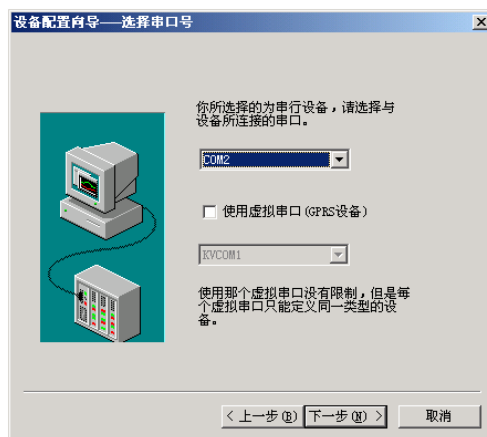 设备配置向导——选择串口号
你所选择的为串行设备，请选择与
设备所连接的串口。
COM2
使用虚拟串口(GPRS设备)
KVCOM1
使用那个虚拟串口没有限制，但是每
个虚拟串口只能定义同一类型的设
备。
< 上一步(B) 下一步(N) > 取消